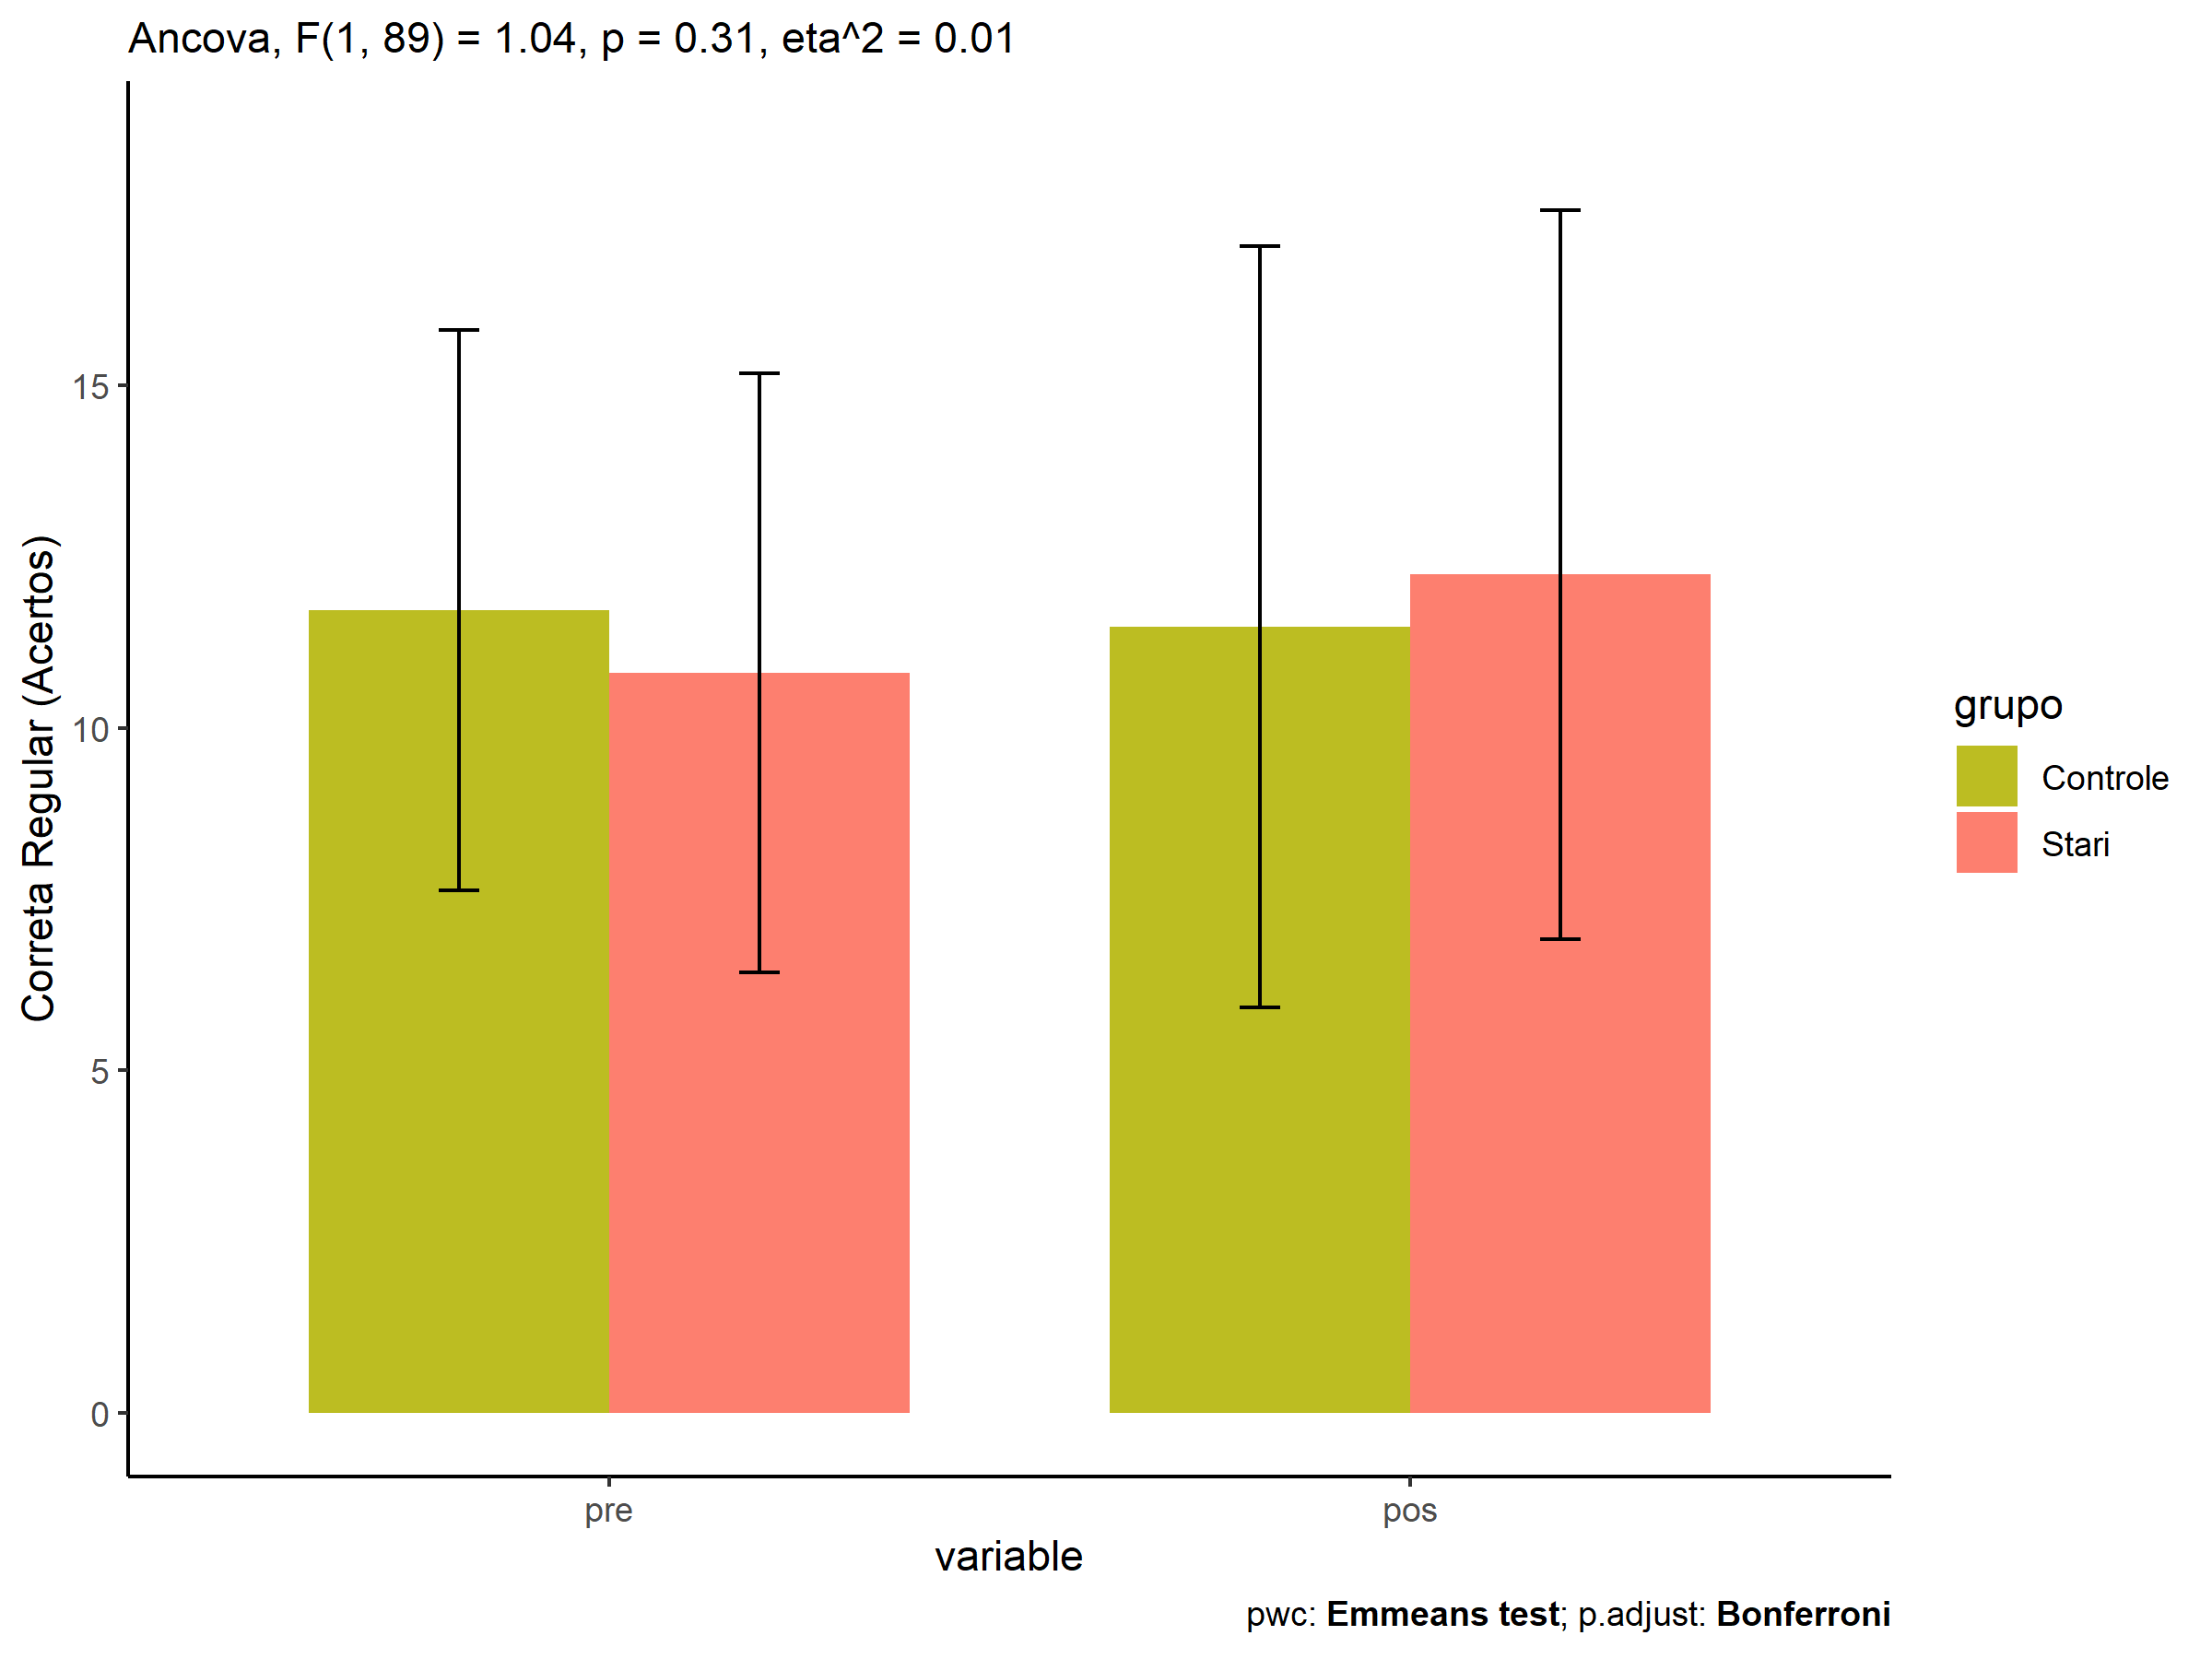 Ancova, F(1, 89) = 1.04, p = 0.31, eta^2 = 0.01
Correta Regular (Acertos)
15
10
5
0
pre
pos
variable
grupo
Controle
Stari
pwc: Emmeans test; p.adjust: Bonferroni